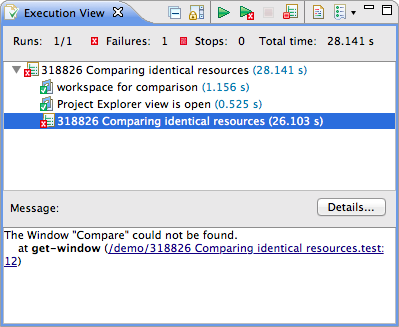 Execution View
Runs: 1/1 Failures: 1 Stops: 0 Total time: 28.141 s
318826 Comparing identical resources (28.141 s)
workspace for comparison (1.156 s)
Project Explorer view is open (0.525 s)
318826 Comparing identical resources (26.103 s)
Message: Details...
The Window "Compare" could not be found.
at get-window (/demo/318826 Comparing identical resources.test:
12)